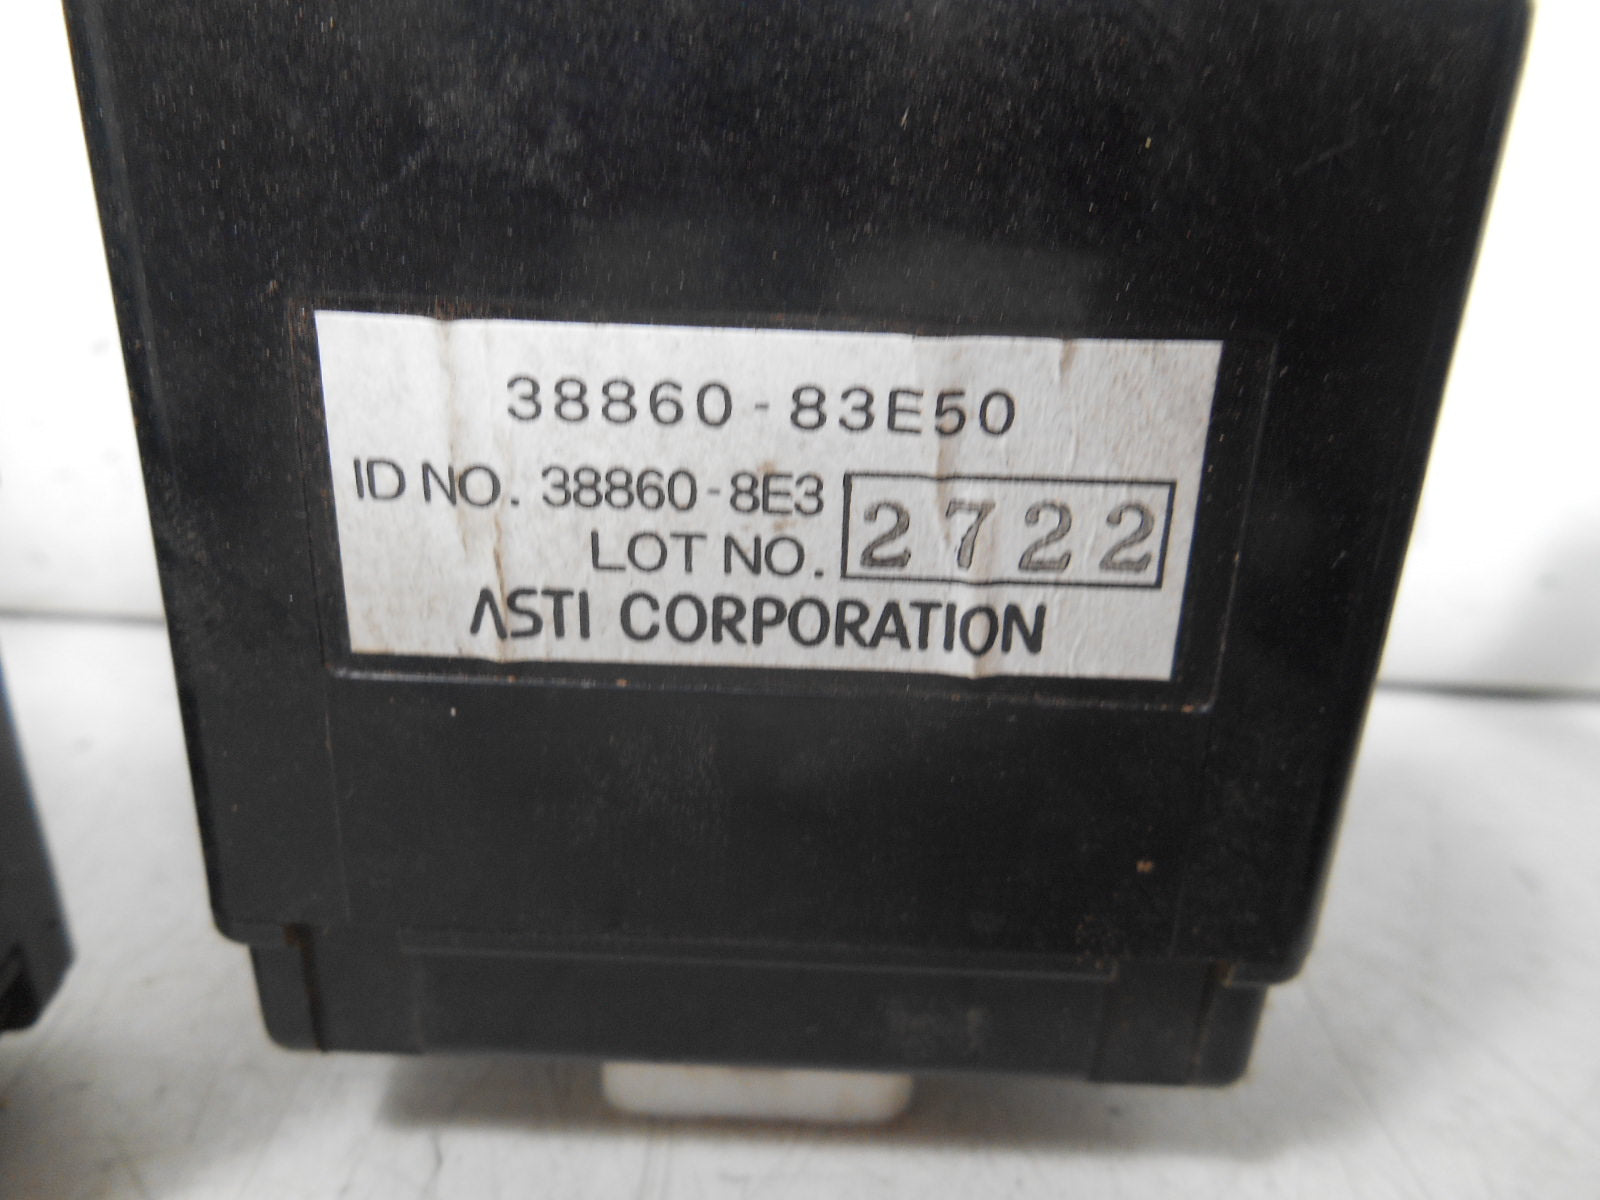 38860-83E50
ID NO. 38860-8E3
LOT NO. 2722
ASTI CORPORATION